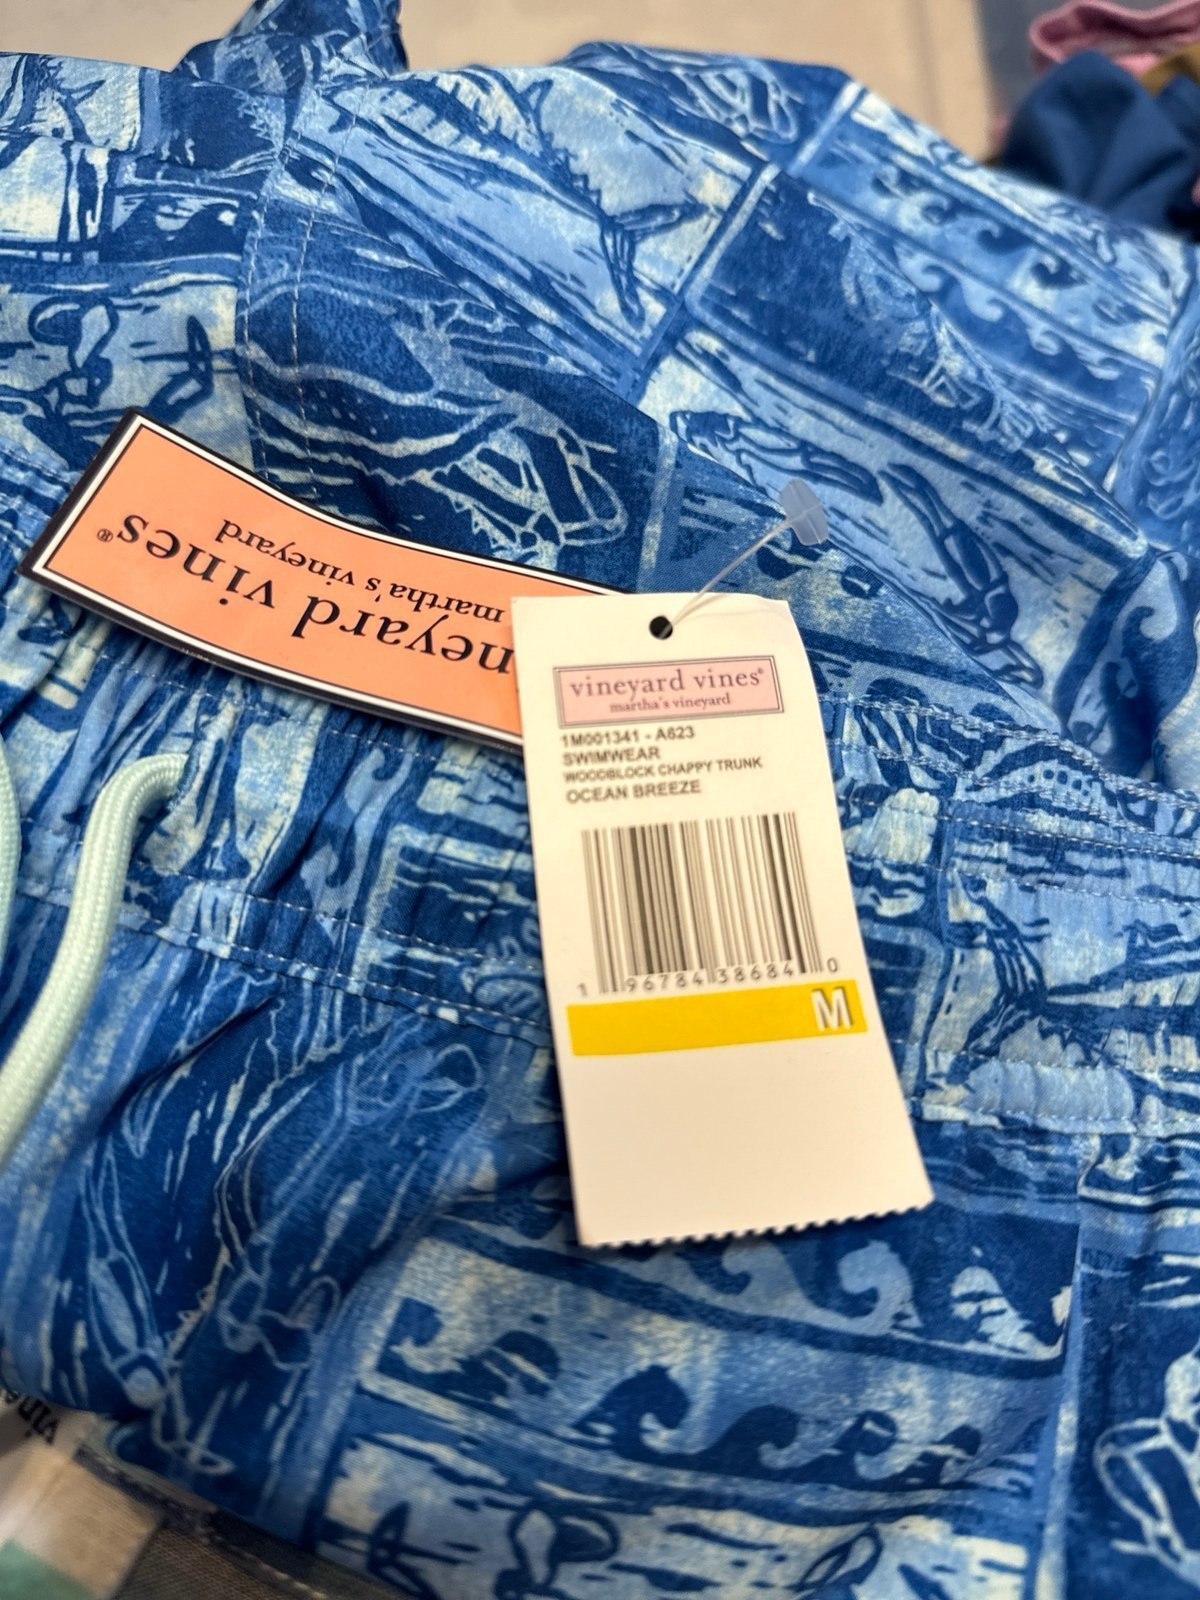 vineyard vines®
martha's vineyard
neyard vines®
martha's vineyard
1M001341 - A623
SWIMWEAR
WOODBLOCK CHAPPY TRUNK
OCEAN BREEZE
1 96784 38684 0
M